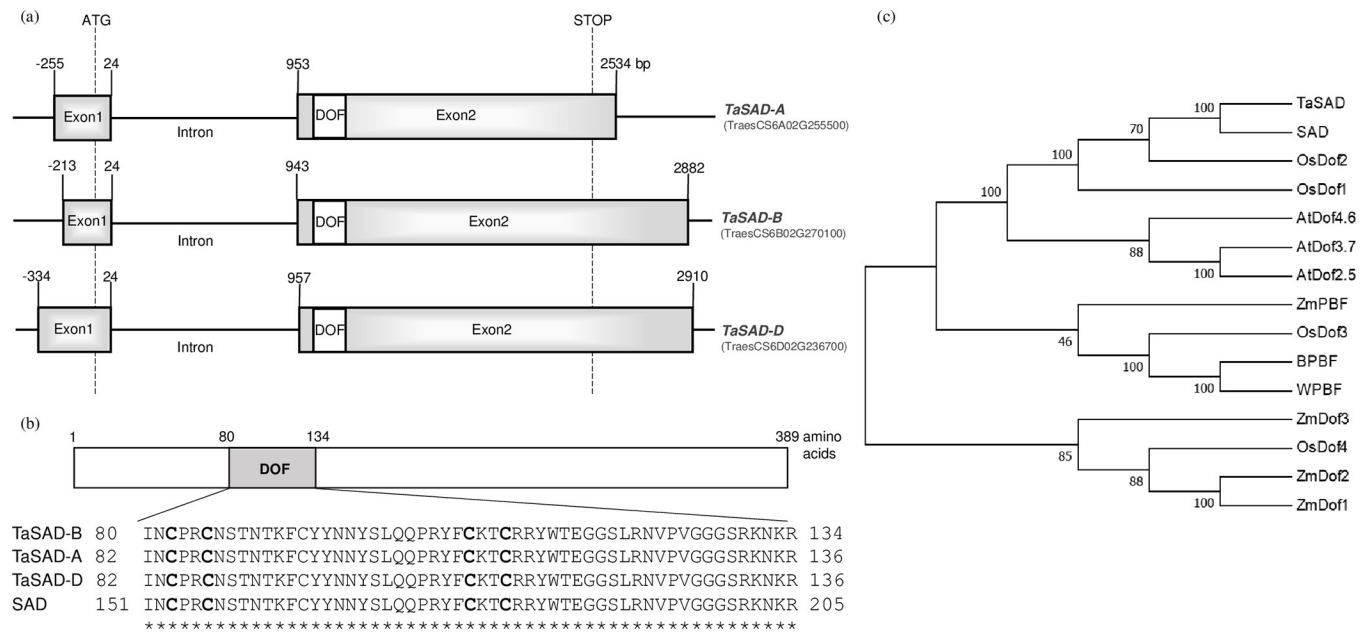 (a)
ATG
STOP
-255
24
953
2534 bp
Exon1
Intron
DOF
Exon2
TaSAD-A
(TraesCS6A02G255500)
-213
24
943
2882
Exon1
Intron
DOF
Exon2
TaSAD-B
(TraesCS6B02G270100)
-334
24
957
2910
Exon1
Intron
DOF
Exon2
TaSAD-D
(TraesCS6D02G236700)
(b)
1
80
134
389 amino
acids
DOF
TaSAD-B 80 INCPRCNSTNTKFCYYNNYSLQQPRYFCKTCRRYWTEGGSLRNVPVGGGSRKNKR 134
TaSAD-A 82 INCPRCNSTNTKFCYYNNYSLQQPRYFCKTCRRYWTEGGSLRNVPVGGGSRKNKR 136
TaSAD-D 82 INCPRCNSTNTKFCYYNNYSLQQPRYFCKTCRRYWTEGGSLRNVPVGGGSRKNKR 136
SAD 151 INCPRCNSTNTKFCYYNNYSLQQPRYFCKTCRRYWTEGGSLRNVPVGGGSRKNKR 205
*******************************************************
(c)
TaSAD
100
SAD
70
OsDof2
100
OsDof1
100
AtDof4.6
88
AtDof3.7
100
AtDof2.5
ZmPBF
46
OsDof3
100
BPBF
100
WPBF
ZmDof3
85
OsDof4
88
ZmDof2
100
ZmDof1